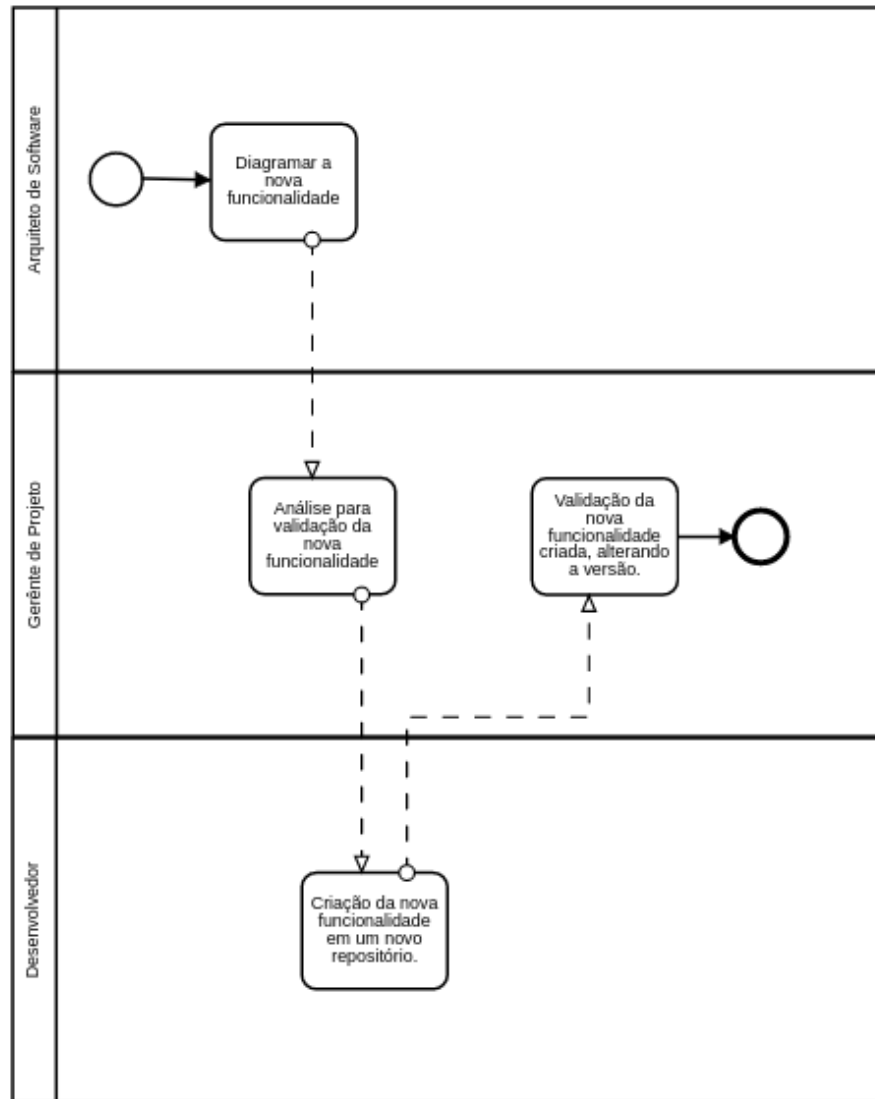 Arquiteto de Software
Diagramar a
nova
funcionalidade
Gerênte de Projeto
Análise para
validação da
nova
funcionalidade
Validação da
nova
funcionalidade
criada, alterando
a versão.
Desenvolvedor
Criação da nova
funcionalidade
em um novo
repositório.